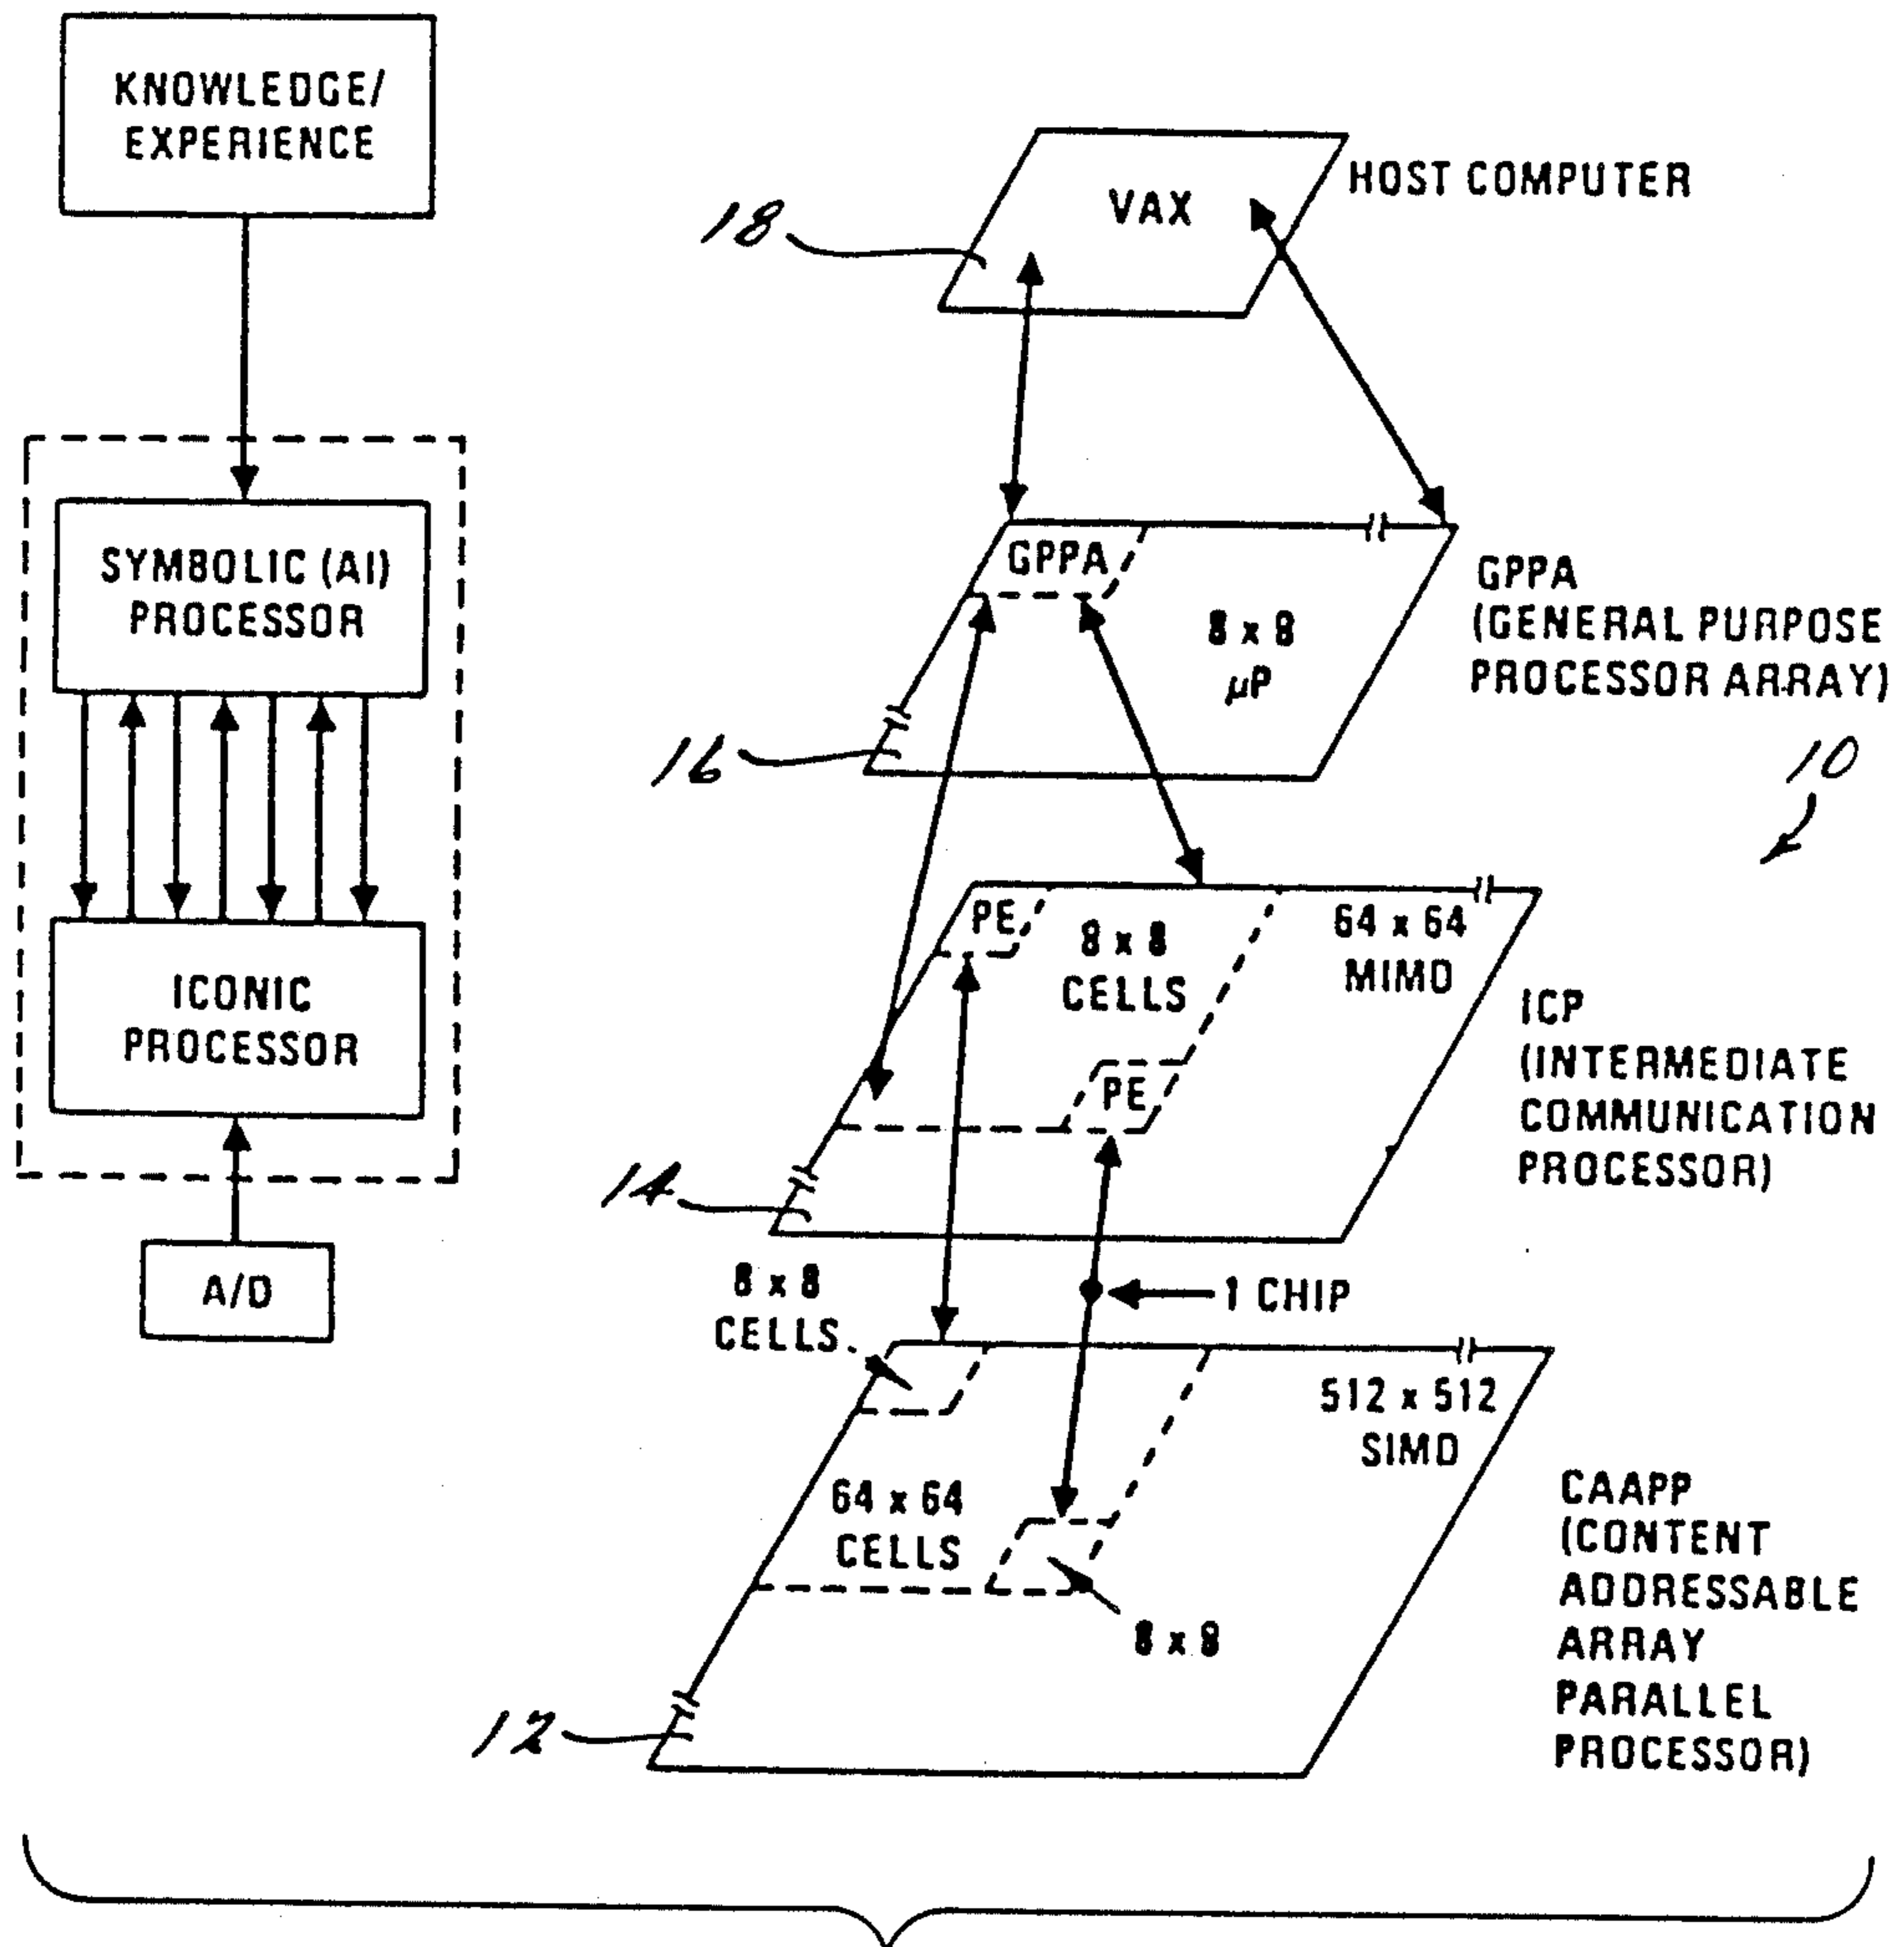 KNOWLEDGE/
EXPERIENCE
SYMBOLIC (AI)
PROCESSOR
ICONIC
PROCESSOR
A/D
VAX
HOST COMPUTER
18
GPPA
8 x 8
µP
GPPA
(GENERAL PURPOSE
PROCESSOR ARRAY)
16
10
PE
8 x 8
CELLS
64 x 64
MIMD
PE
ICP
(INTERMEDIATE
COMMUNICATION
PROCESSOR)
14
8 x 8
CELLS
1 CHIP
512 x 512
SIMD
64 x 64
CELLS
8 x 8
CAAPP
(CONTENT
ADDRESSABLE
ARRAY
PARALLEL
PROCESSOR)
12